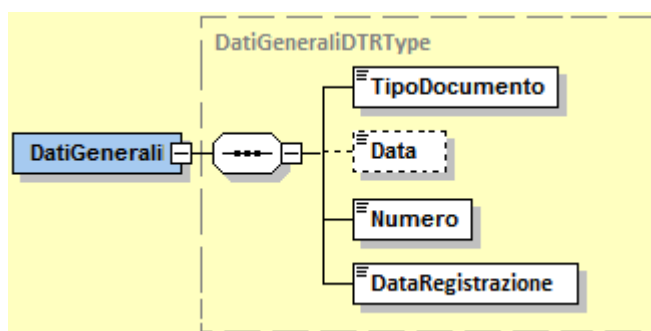 DatiGeneraliDTRType
TipoDocumento
DatiGenerali
Data
Numero
DataRegistrazione